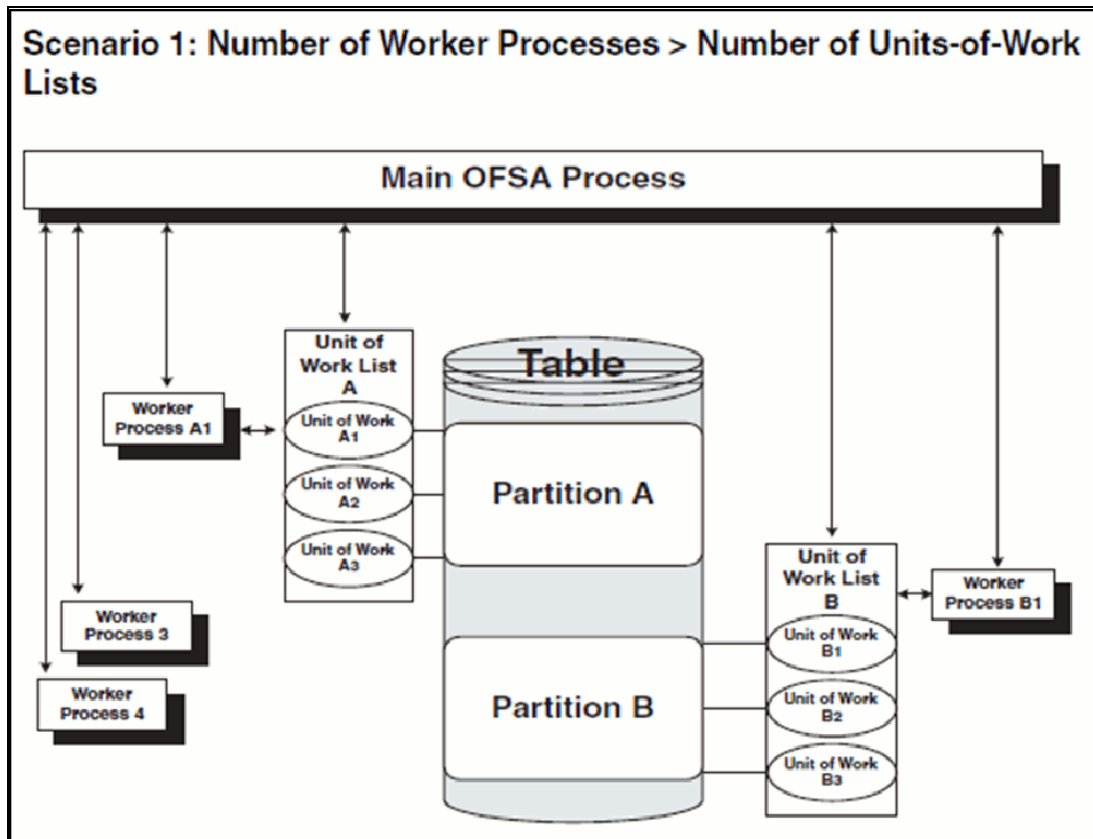 Scenario 1: Number of Worker Processes > Number of Units-of-Work
Lists
Main OFSA Process
Unit of
Work List
A
Unit of Work
A1
Unit of Work
A2
Unit of Work
A3
Worker
Process A1
Table
Partition A
Partition B
Unit of
Work List
B
Unit of Work
B1
Unit of Work
B2
Unit of Work
B3
Worker
Process B1
Worker
Process 3
Worker
Process 4